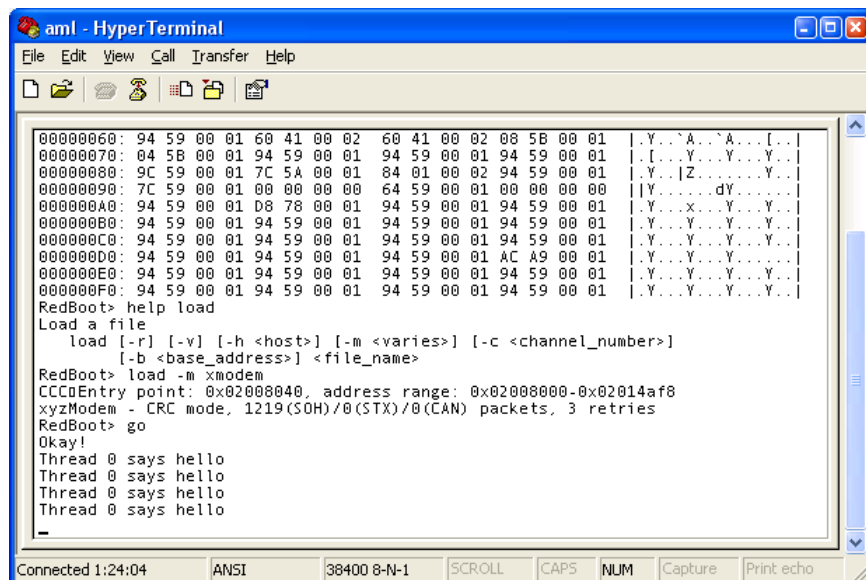 aml - HyperTerminal
File Edit View Call Transfer Help
00000060: 94 59 00 01 60 41 00 02  60 41 00 02 08 5B 00 01  |.Y..`A..`A...[..|
00000070: 04 5B 00 01 94 59 00 01  94 59 00 01 94 59 00 01  |.[...Y...Y...Y..|
00000080: 9C 59 00 01 7C 5A 00 01  84 01 00 02 94 59 00 01  |.Y..|Z.......Y..|
00000090: 7C 59 00 01 00 00 00 00  64 59 00 01 00 00 00 00  ||Y......dY......|
000000A0: 94 59 00 01 D8 78 00 01  94 59 00 01 94 59 00 01  |.Y...x...Y...Y..|
000000B0: 94 59 00 01 94 59 00 01  94 59 00 01 94 59 00 01  |.Y...Y...Y...Y..|
000000C0: 94 59 00 01 94 59 00 01  94 59 00 01 94 59 00 01  |.Y...Y...Y...Y..|
000000D0: 94 59 00 01 94 59 00 01  94 59 00 01 AC A9 00 01  |.Y...Y...Y......|
000000E0: 94 59 00 01 94 59 00 01  94 59 00 01 94 59 00 01  |.Y...Y...Y...Y..|
000000F0: 94 59 00 01 94 59 00 01  94 59 00 01 94 59 00 01  |.Y...Y...Y...Y..|
RedBoot> help load
Load a file
load [-r] [-v] [-h <host>] [-m <varies>] [-c <channel_number>]
[-b <base_address>] <file_name>
RedBoot> load -m xmodem
CCC▯Entry point: 0x02008040, address range: 0x02008000-0x02014af8
xyzModem - CRC mode, 1219(SOH)/0(STX)/0(CAN) packets, 3 retries
RedBoot> go
Okay!
Thread 0 says hello
Thread 0 says hello
Thread 0 says hello
Thread 0 says hello
Connected 1:24:04 ANSI 38400 8-N-1 SCROLL CAPS NUM Capture Print echo